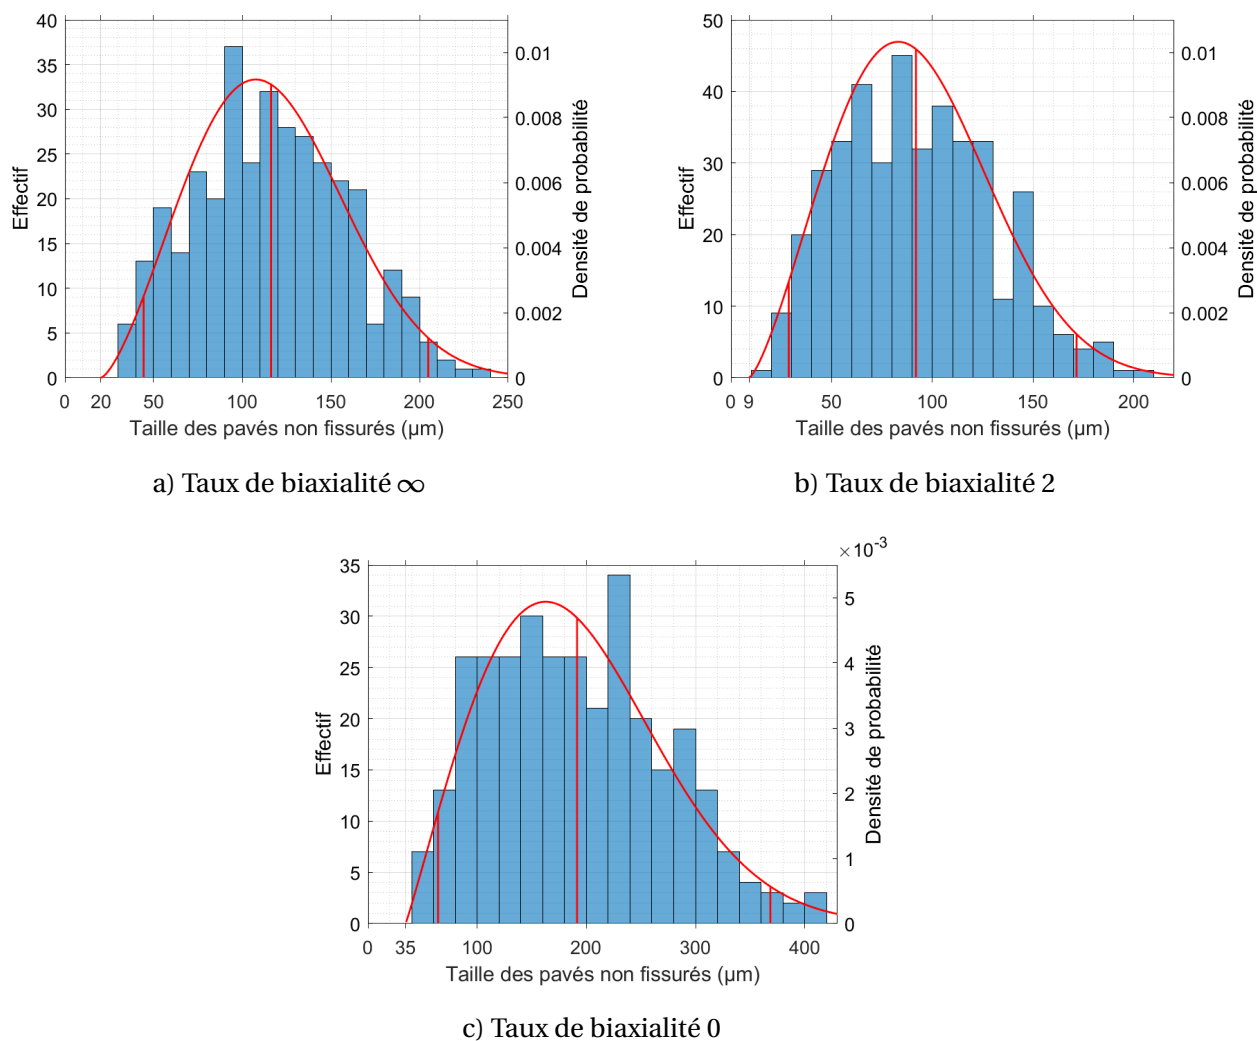 40
35
30
25
20
15
10
5
0
Effectif
0.01
0.008
0.006
0.004
0.002
0
Densité de probabilité
0 20 50 100 150 200 250
Taille des pavés non fissurés (µm)
a) Taux de biaxialité ∞
50
40
30
20
10
0
Effectif
0.01
0.008
0.006
0.004
0.002
0
Densité de probabilité
0 9 50 100 150 200
Taille des pavés non fissurés (µm)
b) Taux de biaxialité 2
35
30
25
20
15
10
5
0
Effectif
×10⁻³
5
4
3
2
1
0
Densité de probabilité
0 35 100 200 300 400
Taille des pavés non fissurés (µm)
c) Taux de biaxialité 0